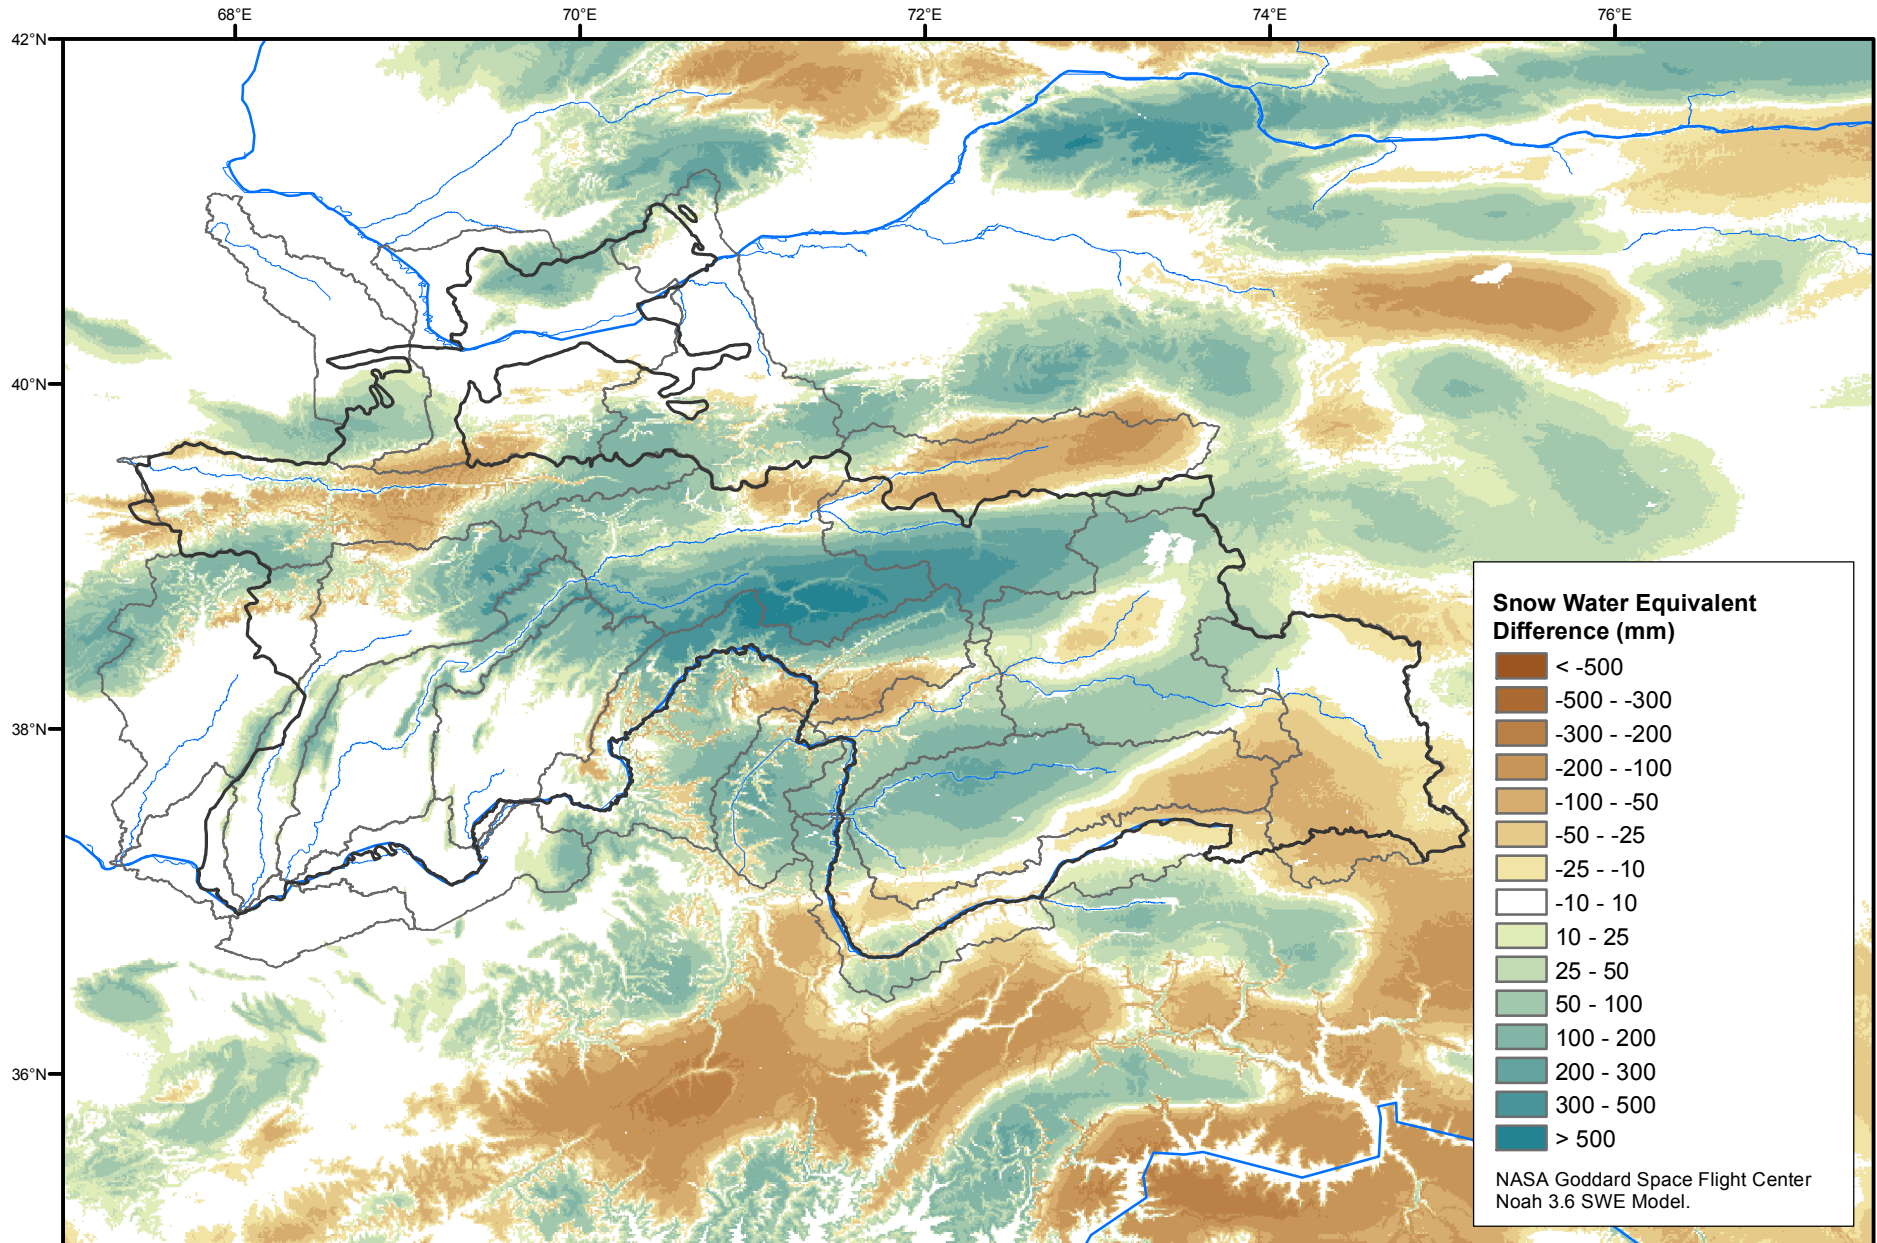 68°E 70°E 72°E 74°E 76°E
42°N
40°N
38°N
36°N
Snow Water Equivalent
Difference (mm)
< -500
-500 - -300
-300 - -200
-200 - -100
-100 - -50
-50 - -25
-25 - -10
-10 - 10
10 - 25
25 - 50
50 - 100
100 - 200
200 - 300
300 - 500
> 500
NASA Goddard Space Flight Center
Noah 3.6 SWE Model.